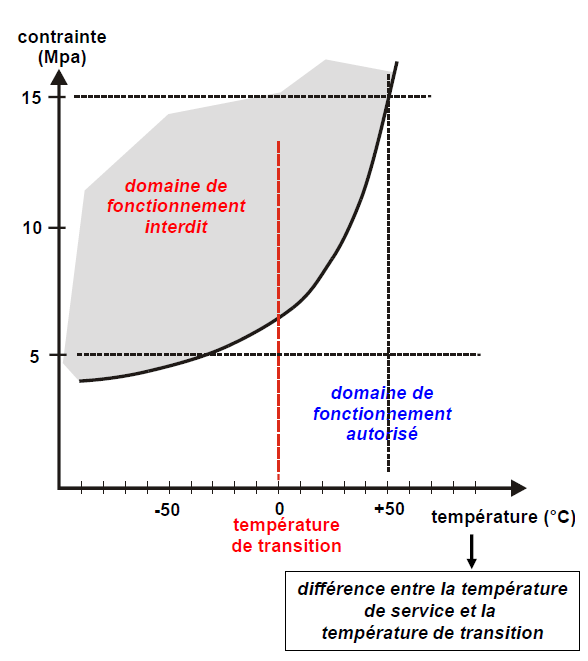 contrainte
(Mpa)
15
domaine de
fonctionnement
interdit
10
5
domaine de
fonctionnement
autorisé
-50
0
+50
température (°C)
température
de transition
différence entre la température
de service et la
température de transition